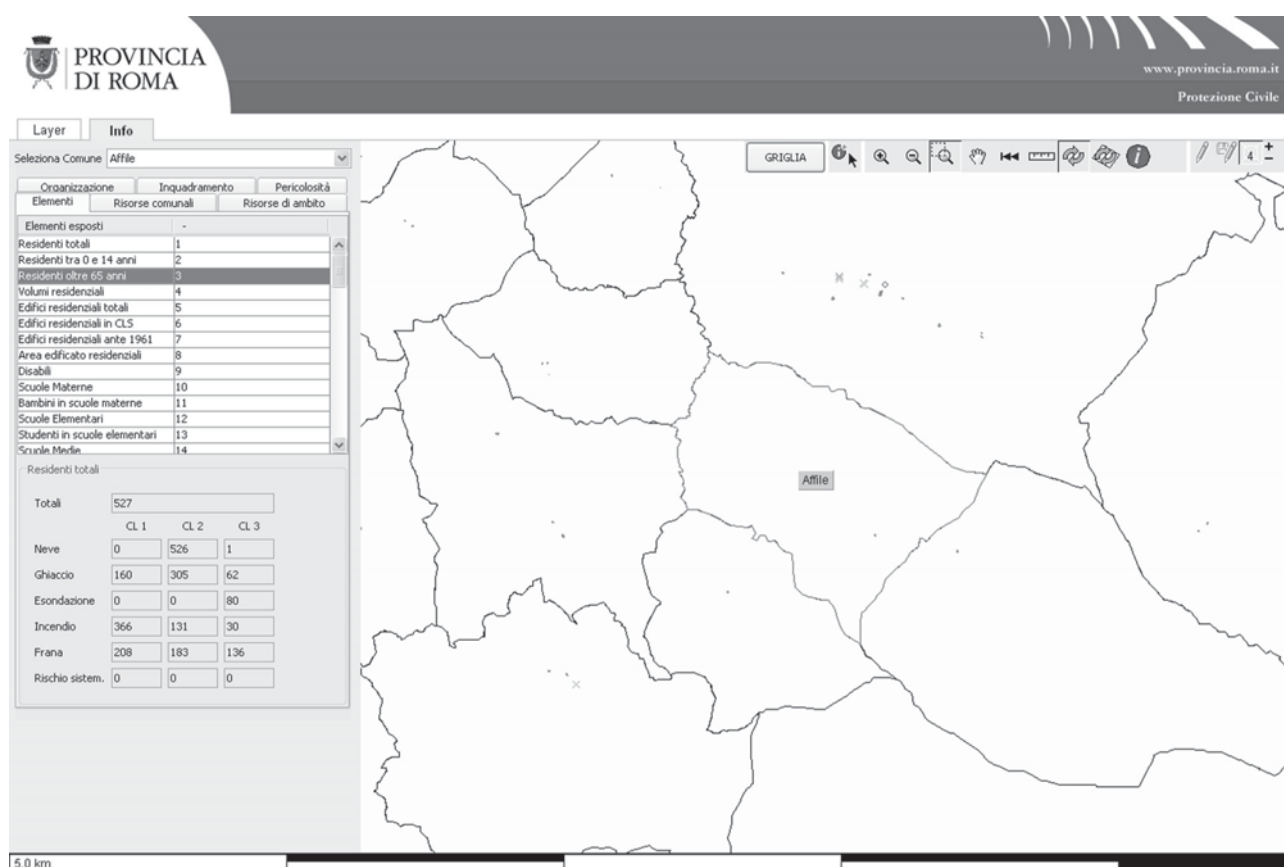 PROVINCIA
DI ROMA
www.provincia.roma.it
Protezione Civile
Layer Info
Seleziona Comune Affile
Organizzazione Inquadramento Pericolosità
Elementi Risorse comunali Risorse di ambito
Elementi esposti -
Residenti totali 1
Residenti tra 0 e 14 anni 2
Residenti oltre 65 anni 3
Volumi residenziali 4
Edifici residenziali totali 5
Edifici residenziali in CLS 6
Edifici residenziali ante 1961 7
Area edificato residenziali 8
Disabili 9
Scuole Materne 10
Bambini in scuole materne 11
Scuole Elementari 12
Studenti in scuole elementari 13
Scuole Medie 14
Residenti totali
Totali 527
CL 1 CL 2 CL 3
Neve 0 526 1
Ghiaccio 160 305 62
Esondazione 0 0 80
Incendio 366 131 30
Frana 208 183 136
Rischio sistem. 0 0 0
GRIGLIA 4
Affile
5.0 km